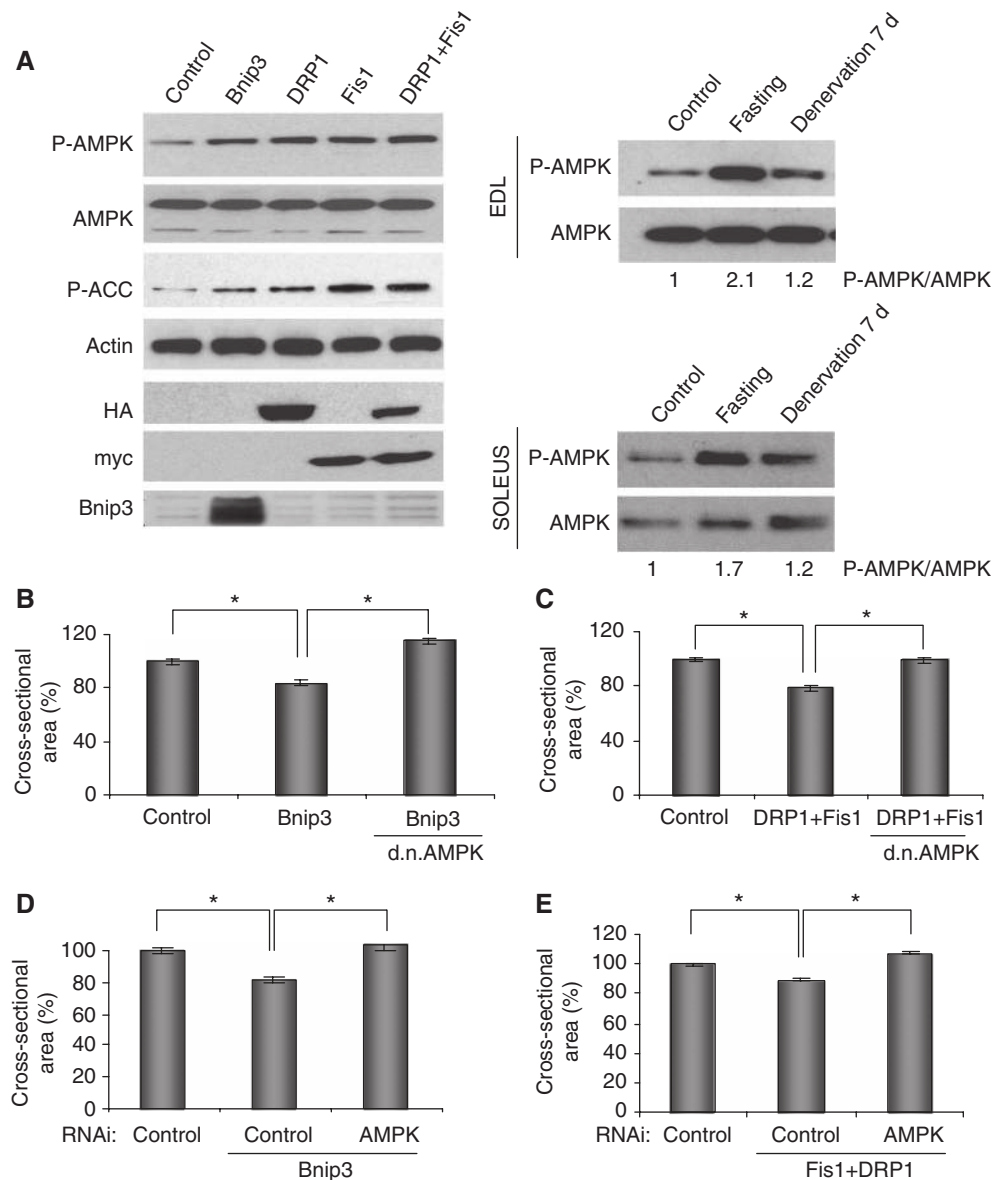 A
Control
Bnip3
DRP1
Fis1
DRP1+Fis1
P-AMPK
AMPK
P-ACC
Actin
HA
myc
Bnip3
Control
Fasting
Denervation 7 d
EDL
P-AMPK
AMPK
1 2.1 1.2 P-AMPK/AMPK
Control
Fasting
Denervation 7 d
SOLEUS
P-AMPK
AMPK
1 1.7 1.2 P-AMPK/AMPK
B
* *
Cross-sectional
area (%)
120
80
40
0
Control Bnip3 Bnip3
d.n.AMPK
C
* *
Cross-sectional
area (%)
120
80
40
0
Control DRP1+Fis1 DRP1+Fis1
d.n.AMPK
D
* *
Cross-sectional
area (%)
100
80
60
40
20
0
RNAi: Control Control AMPK
Bnip3
E
* *
Cross-sectional
area (%)
120
100
80
60
40
20
0
RNAi: Control Control AMPK
Fis1+DRP1